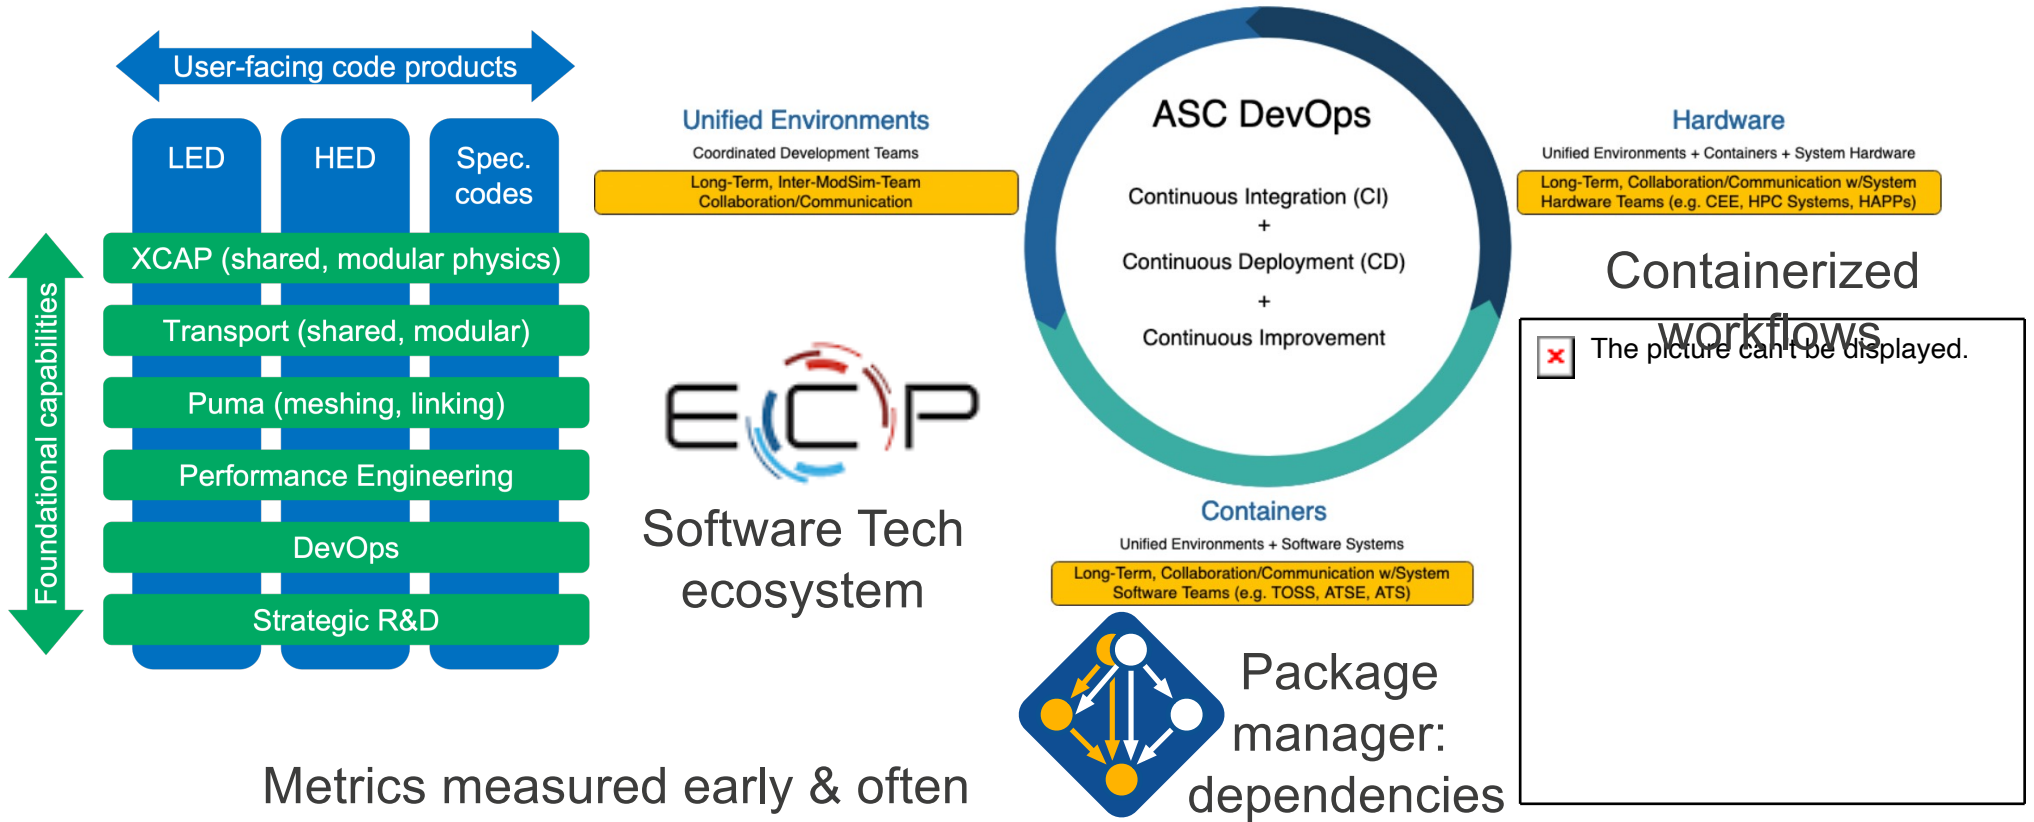 User-facing code products
LED
HED
Spec.
codes
Foundational capabilities
XCAP (shared, modular physics)
Transport (shared, modular)
Puma (meshing, linking)
Performance Engineering
DevOps
Strategic R&D
Unified Environments
Coordinated Development Teams
Long-Term, Inter-ModSim-Team
Collaboration/Communication
ECP
Software Tech
ecosystem
ASC DevOps
Continuous Integration (CI)
+
Continuous Deployment (CD)
+
Continuous Improvement
Hardware
Unified Environments + Containers + System Hardware
Long-Term, Collaboration/Communication w/System
Hardware Teams (e.g. CEE, HPC Systems, HAPPs)
Containerized
workflows
The picture can't be displayed.
Containers
Unified Environments + Software Systems
Long-Term, Collaboration/Communication w/System
Software Teams (e.g. TOSS, ATSE, ATS)
Package
manager:
dependencies
Metrics measured early & often